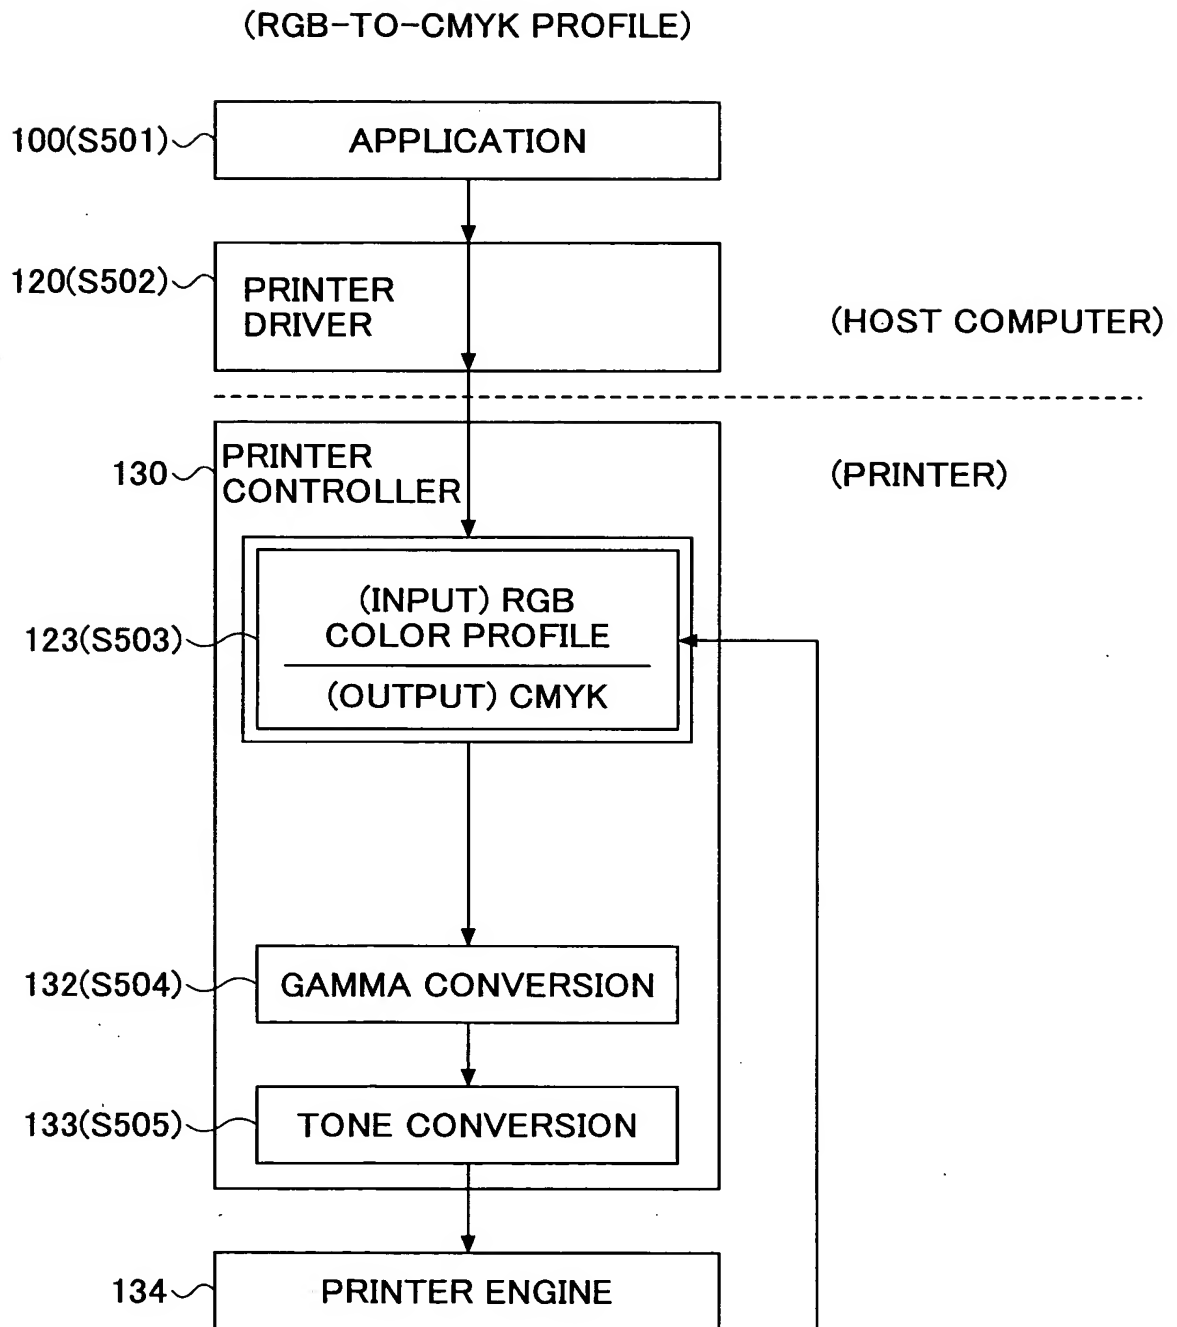 (RGB-TO-CMYK PROFILE)
100(S501)
APPLICATION
120(S502)
PRINTER
DRIVER
(HOST COMPUTER)
130
PRINTER
CONTROLLER
(PRINTER)
123(S503)
(INPUT) RGB
COLOR PROFILE
(OUTPUT) CMYK
132(S504)
GAMMA CONVERSION
133(S505)
TONE CONVERSION
134
PRINTER ENGINE